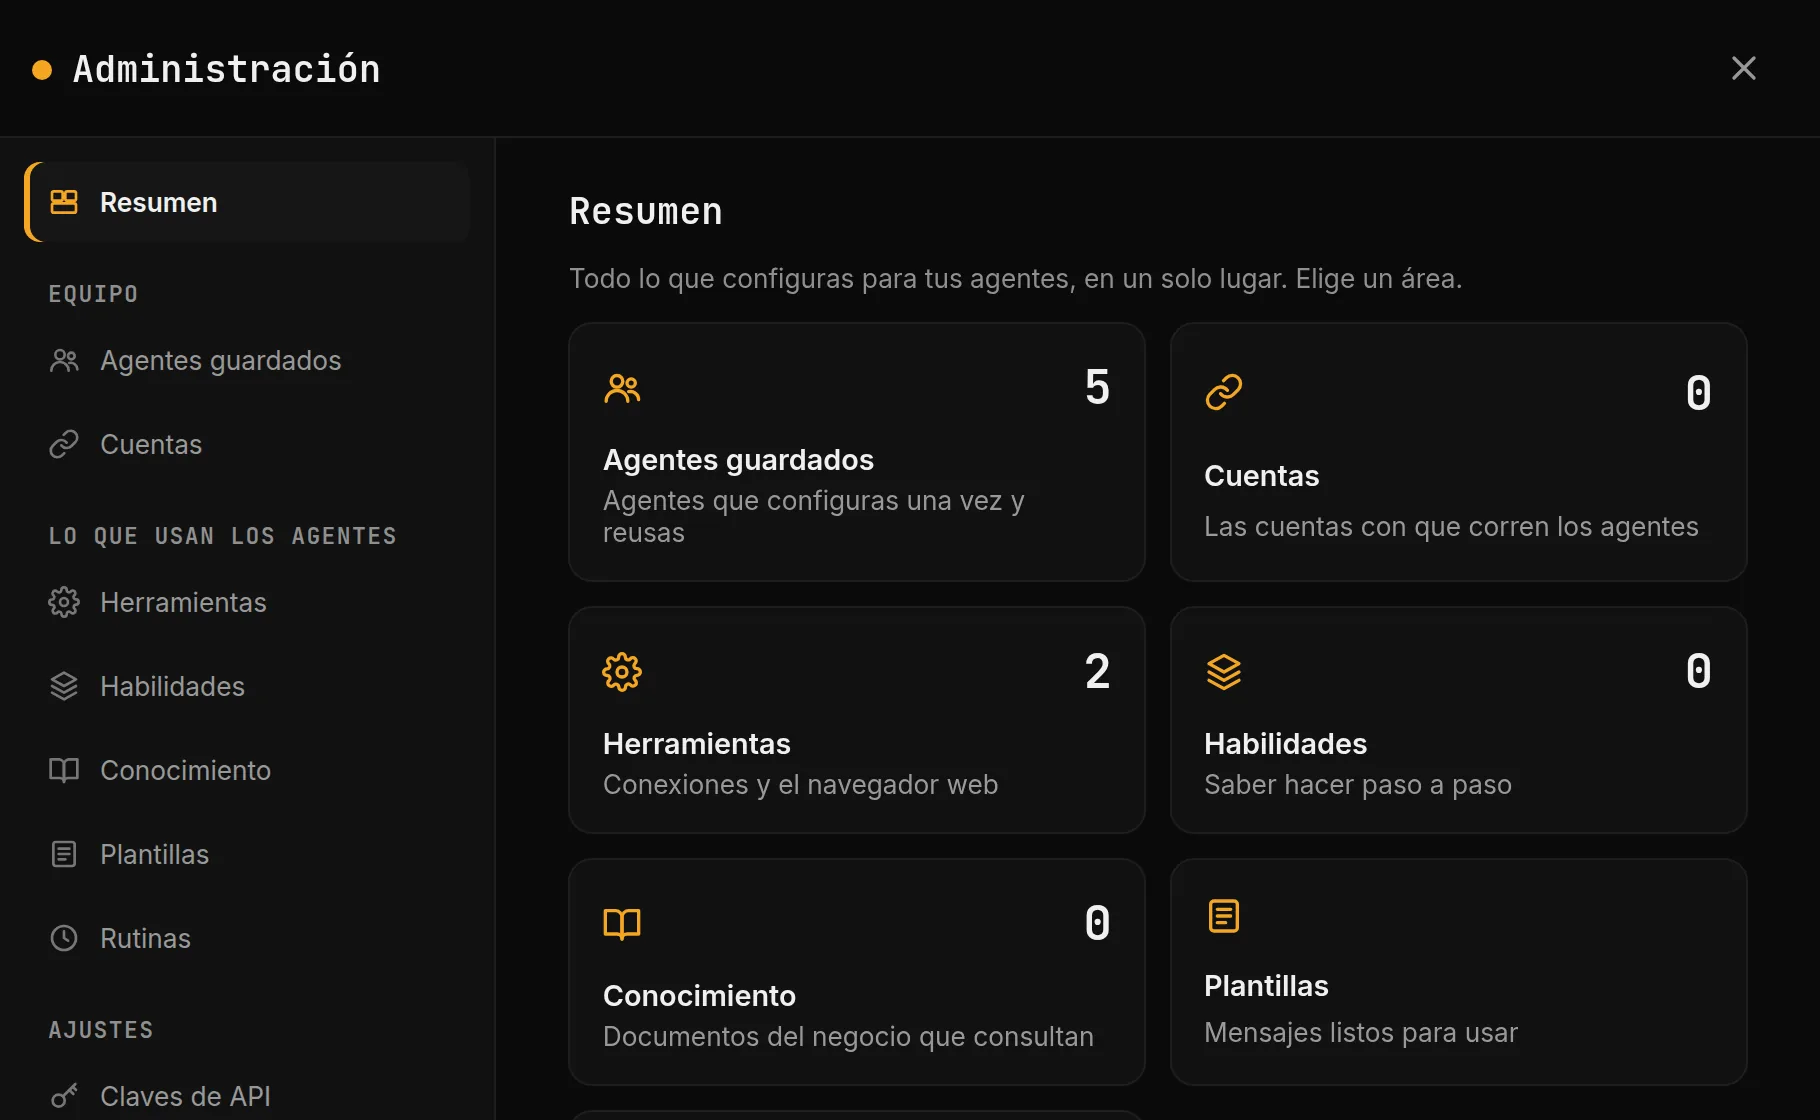 Administración
Resumen
EQUIPO
Agentes guardados
Cuentas
LO QUE USAN LOS AGENTES
Herramientas
Habilidades
Conocimiento
Plantillas
Rutinas
AJUSTES
Claves de API
Resumen
Todo lo que configuras para tus agentes, en un solo lugar. Elige un área.
5
Agentes guardados
Agentes que configuras una vez y
reusas
0
Cuentas
Las cuentas con que corren los agentes
2
Herramientas
Conexiones y el navegador web
0
Habilidades
Saber hacer paso a paso
0
Conocimiento
Documentos del negocio que consultan
Plantillas
Mensajes listos para usar